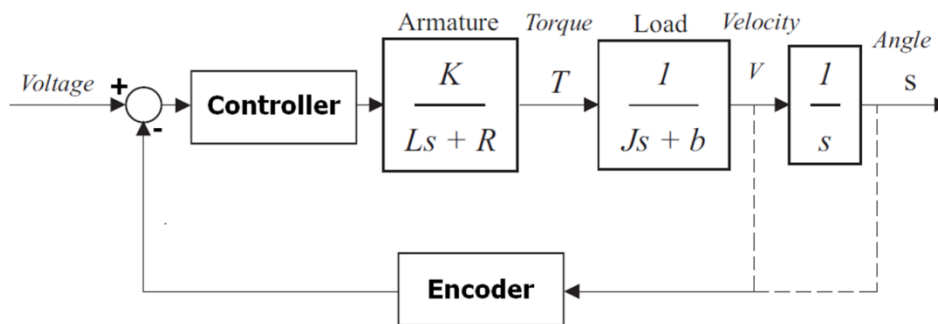 Armature Torque Load Velocity Angle
Voltage + - Controller
K
Ls + R
T
1
Js + b
V
1
s
s
Encoder